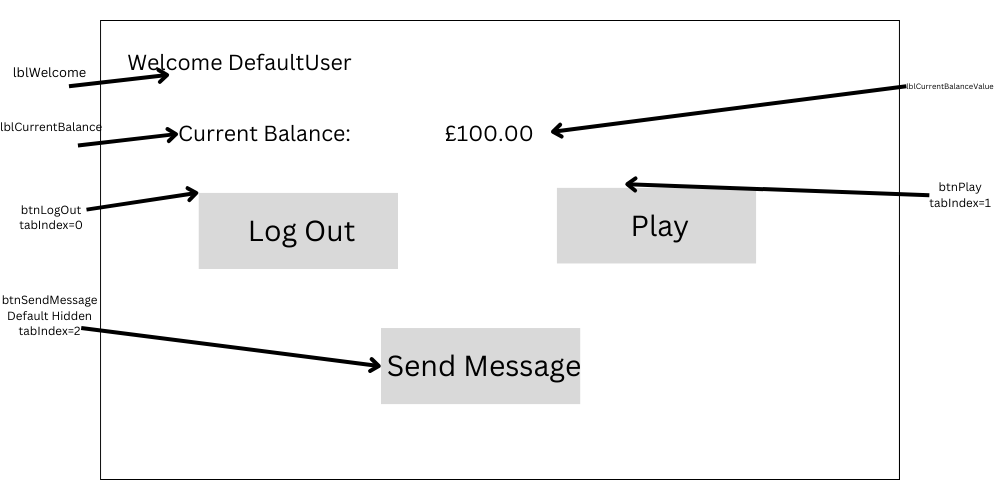 Welcome DefaultUser
lblWelcome
lblCurrentBalanceValue
lblCurrentBalance
Current Balance:
£100.00
btnPlay
tabIndex=1
btnLogOut
tabIndex=0
Log Out
Play
btnSendMessage
Default Hidden
tabIndex=2
Send Message